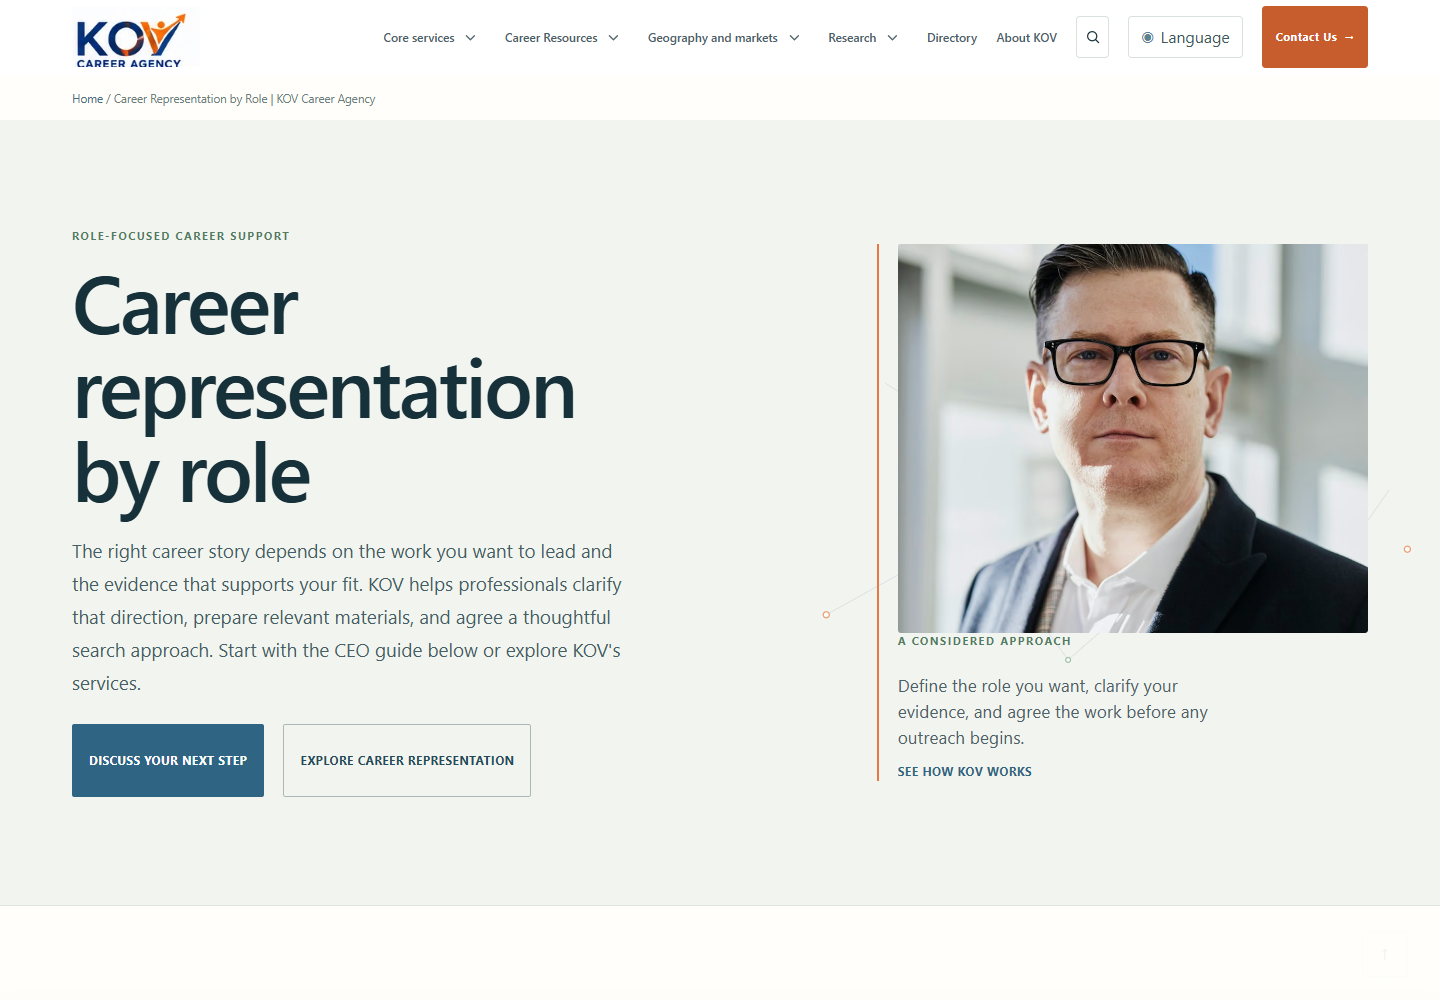 KOV
CAREER AGENCY
Core services
Career Resources
Geography and markets
Research
Directory
About KOV
Language
Contact Us →
Home / Career Representation by Role | KOV Career Agency
ROLE-FOCUSED CAREER SUPPORT
Career
representation
by role
The right career story depends on the work you want to lead and
the evidence that supports your fit. KOV helps professionals clarify
that direction, prepare relevant materials, and agree a thoughtful
search approach. Start with the CEO guide below or explore KOV's
services.
DISCUSS YOUR NEXT STEP
EXPLORE CAREER REPRESENTATION
A CONSIDERED APPROACH
Define the role you want, clarify your
evidence, and agree the work before any
outreach begins.
SEE HOW KOV WORKS